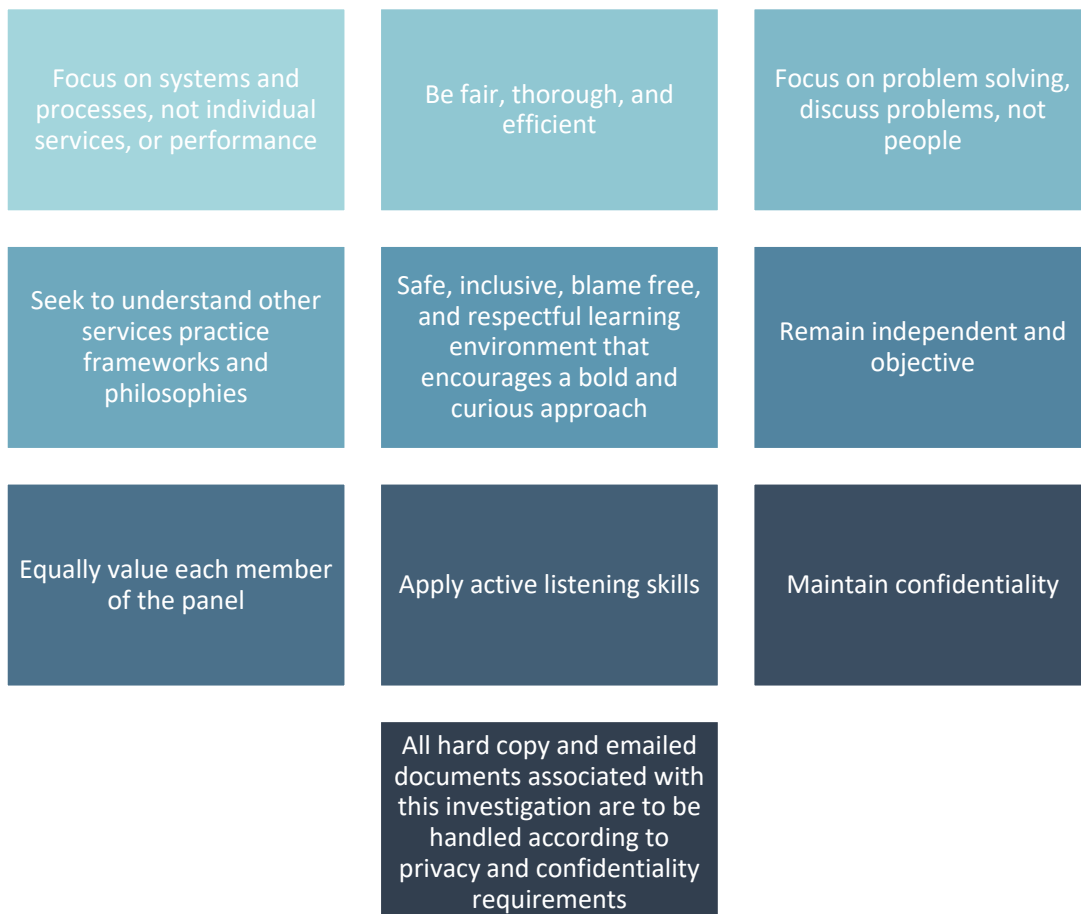 Focus on systems and
processes, not individual
services, or performance
Be fair, thorough, and
efficient
Focus on problem solving,
discuss problems, not
people
Seek to understand other
services practice
frameworks and
philosophies
Safe, inclusive, blame free,
and respectful learning
environment that
encourages a bold and
curious approach
Remain independent and
objective
Equally value each member
of the panel
Apply active listening skills
Maintain confidentiality
All hard copy and emailed
documents associated with
this investigation are to be
handled according to
privacy and confidentiality
requirements